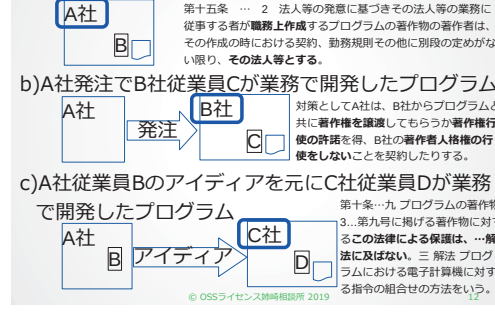 A社
B
第十五条 … 2 法人等の発意に基づきその法人等の業務に
従事する者が職務上作成するプログラムの著作物の著作者は、
その作成の時における契約、勤務規則その他に別段の定めがな
い限り、その法人等とする。
b)A社発注でB社従業員Cが業務で開発したプログラム
A社
発注
B社
C
対策としてA社は、B社からプログラムと
共に著作権を譲渡してもらうか著作権行
使の許諾を得、B社の著作者人格権の行
使をしないことを契約したりする。
c)A社従業員BのアイディアをもとにC社従業員Dが業務
で開発したプログラム
A社
B
アイディア
C社
D
第十条…九 プログラムの著作物
3…第九号に掲げる著作物に対す
るこの法律による保護は、…解
法に及ばない。三 解法 プログ
ラムにおける電子計算機に対す
る指令の組合せの方法をいう。
© OSSライセンス姉崎相談所 2019
12